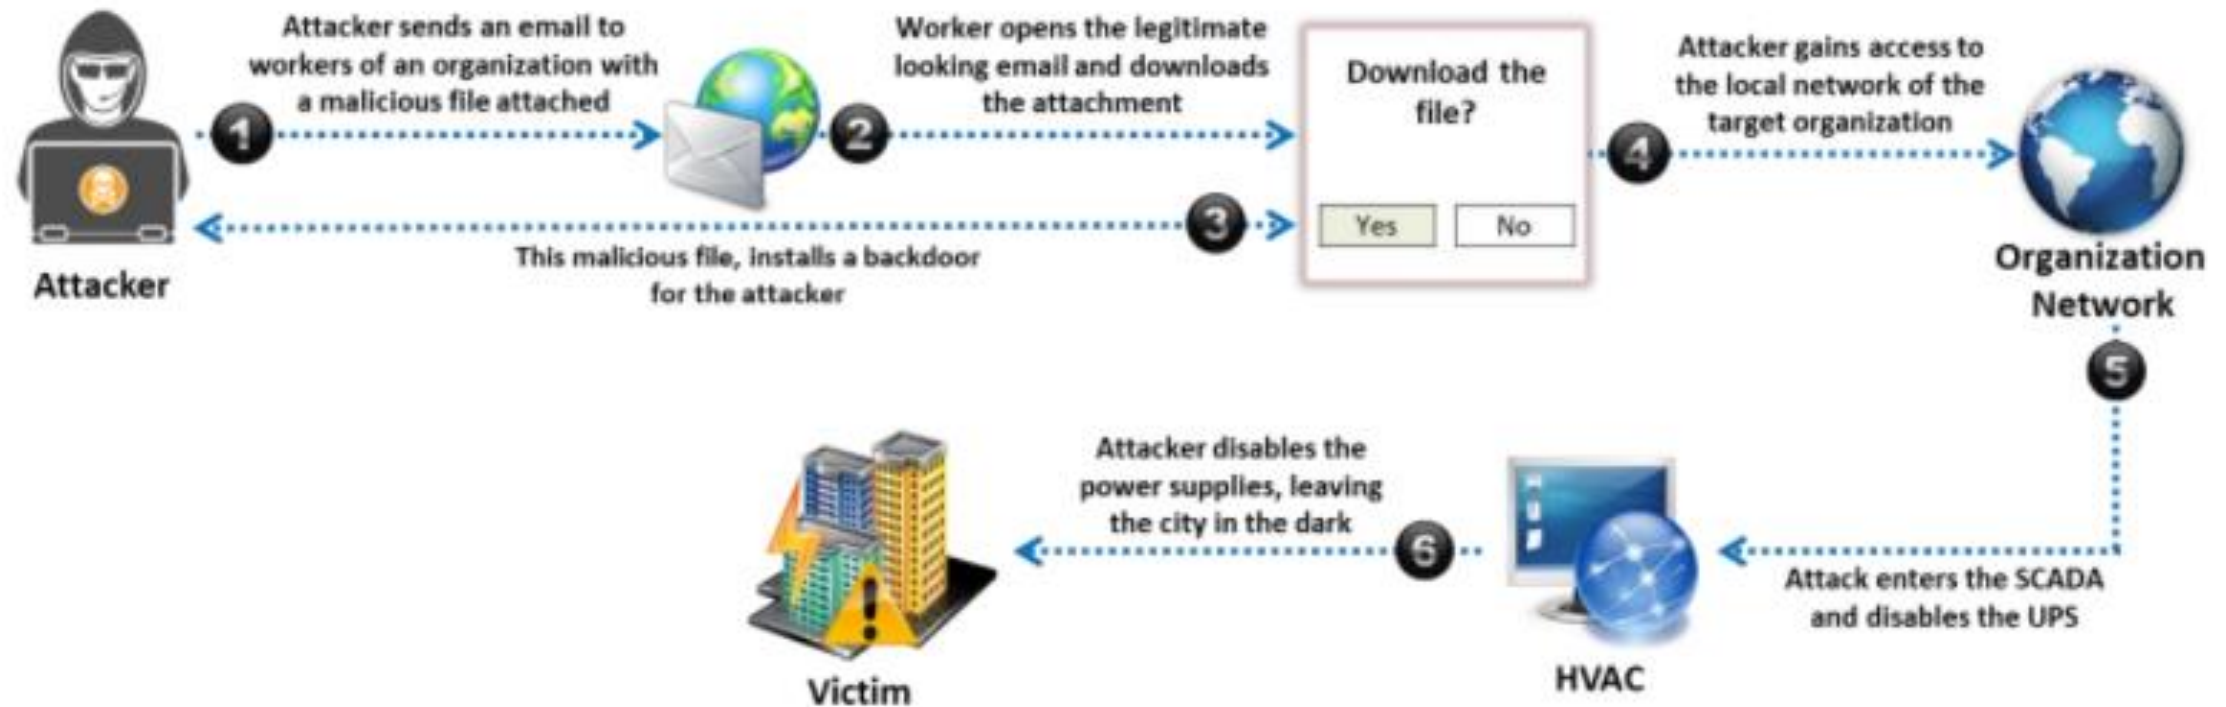 Attacker sends an email to
workers of an organization with
a malicious file attached
1
Worker opens the legitimate
looking email and downloads
the attachment
2
Download the
file?
Yes
No
This malicious file, installs a backdoor
for the attacker
3
Attacker gains access to
the local network of the
target organization
4
Attacker
Organization
Network
5
Attack enters the SCADA
and disables the UPS
HVAC
Attacker disables the
power supplies, leaving
the city in the dark
6
Victim